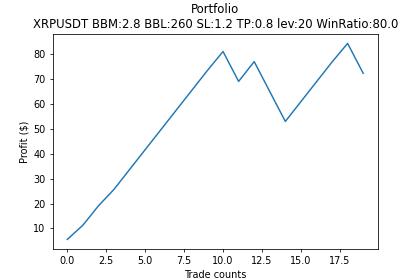 Portfolio
XRPUSDT BBM:2.8 BBL:260 SL:1.2 TP:0.8 lev:20 WinRatio:80.0
80
70
60
50
40
30
20
10
Profit ($)
0.0 2.5 5.0 7.5 10.0 12.5 15.0 17.5
Trade counts